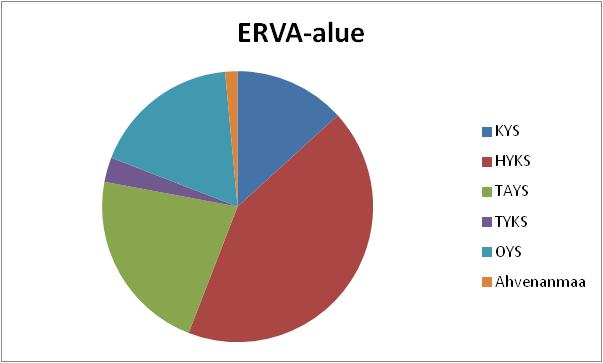 ERVA-alue
KYS
HYKS
TAYS
TYKS
OYS
Ahvenanmaa